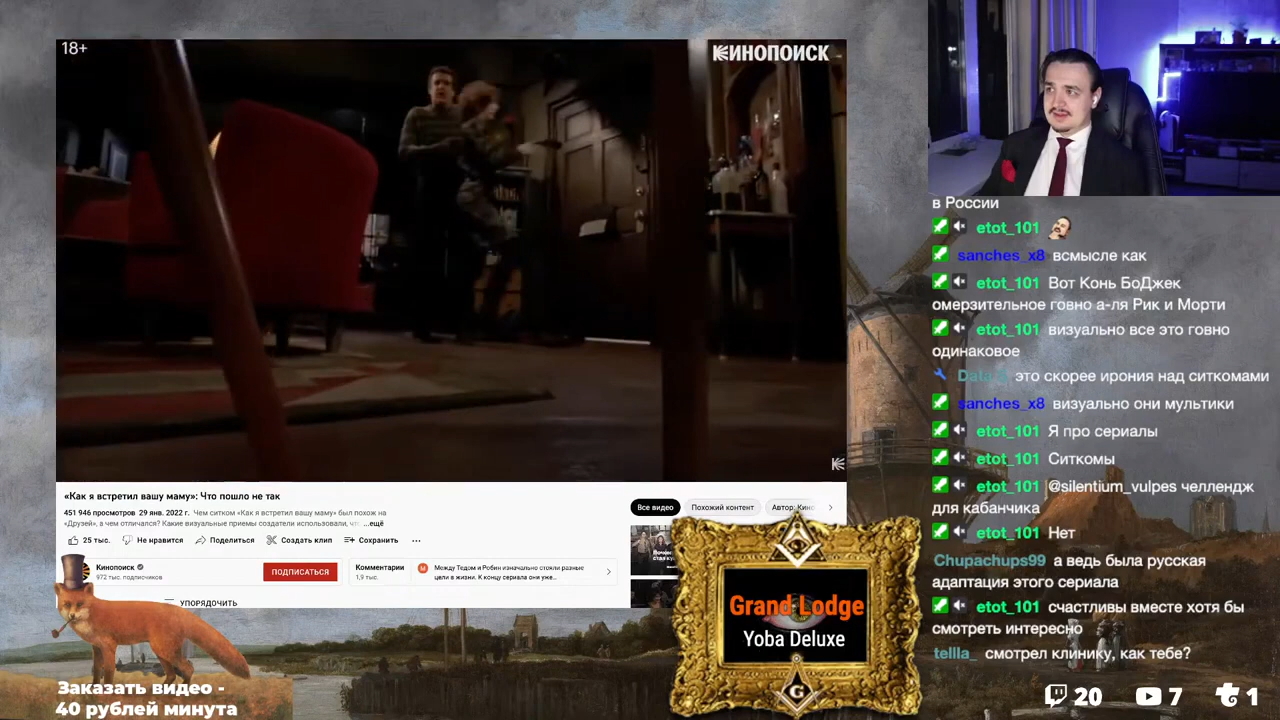 18+
КИНОПОИСК
«Как я встретил вашу маму»: Что пошло не так
451 946 просмотров 29 янв. 2022 г. Чем ситком «Как я встретил вашу маму» был похож на
«Друзей», а чем отличался? Какие визуальные приемы создатели использовали, что ...ещё
25 тыс. Не нравится Поделиться Создать клип Сохранить ...
Кинопоиск
972 тыс. подписчиков
ПОДПИСАТЬСЯ
Комментарии
1,9 тыс.
Между Тедом и Робин изначально стояли разные
цели в жизни. К концу сериала они уже...
УПОРЯДОЧИТЬ
Все видео Похожий контент Автор: Кино
Grand Lodge
Yoba Deluxe
G
Заказать видео -
40 рублей минута
в России
etot_101
sanches_x8 всмысле как
etot_101 Вот Конь БоДжек
омерзительное говно а-ля Рик и Морти
etot_101 визуально все это говно
одинаковое
это скорее ирония над ситкомами
sanches_x8 визуально они мультики
etot_101 Я про сериалы
etot_101 Ситкомы
etot_101 @silentium_vulpes челлендж
для кабанчика
etot_101 Нет
Chupachups99 а ведь была русская
адаптация этого сериала
etot_101 счастливы вместе хотя бы
смотреть интересно
tellla_ смотрел клинику, как тебе?
20 7 1